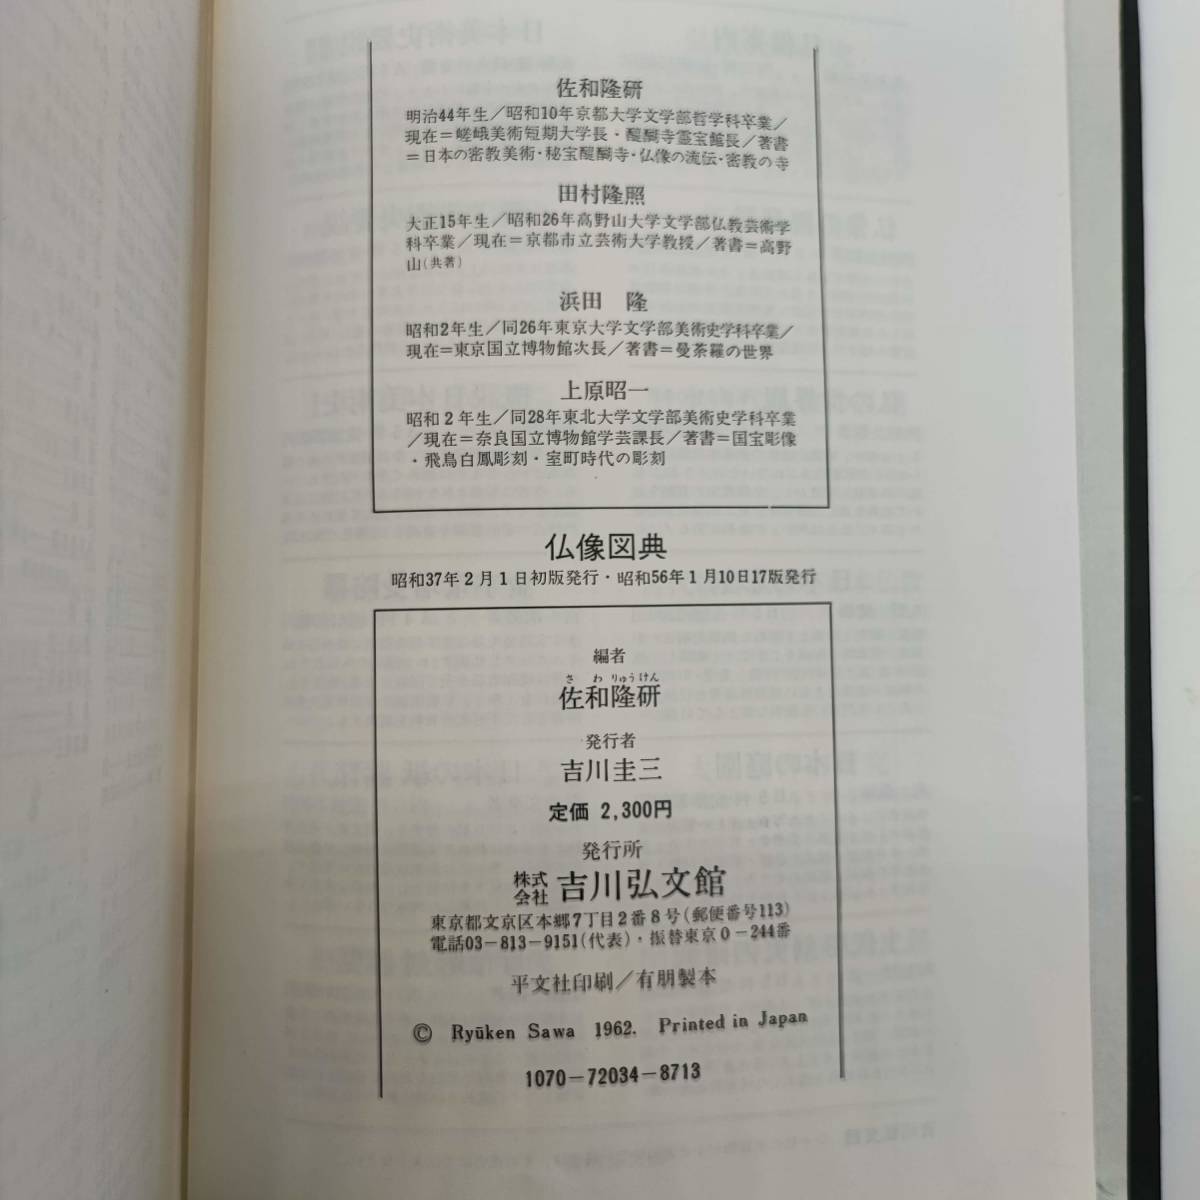 佐和隆研
明治44年生／昭和10年京都大学文学部哲学科卒業／
現在＝嵯峨美術短期大学長・醍醐寺霊宝館長／著書
＝日本の密教美術・秘宝醍醐寺・仏像の流伝・密教の寺
田村隆照
大正15年生／昭和26年高野山大学文学部仏教芸術学
科卒業／現在＝京都市立芸術大学教授／著書＝高野
山（共著）
浜田　隆
昭和2年生／同26年東京大学文学部美術史学科卒業／
現在＝東京国立博物館次長／著書＝曼荼羅の世界
上原昭一
昭和2年生／同28年東北大学文学部美術史学科卒業
／現在＝奈良国立博物館学芸課長／著書＝国宝彫像
・飛鳥白鳳彫刻・室町時代の彫刻
仏像図典
昭和37年2月1日初版発行・昭和56年1月10日17版発行
編者
さ わ りゅうけん
佐和隆研
発行者
吉川圭三
定価 2,300円
発行所
株式会社 吉川弘文館
東京都文京区本郷7丁目2番8号(郵便番号113)
電話03－813－9151(代表)・振替東京0－244番
平文社印刷／有朋製本
© Ryūken Sawa 1962. Printed in Japan
1070－72034－8713